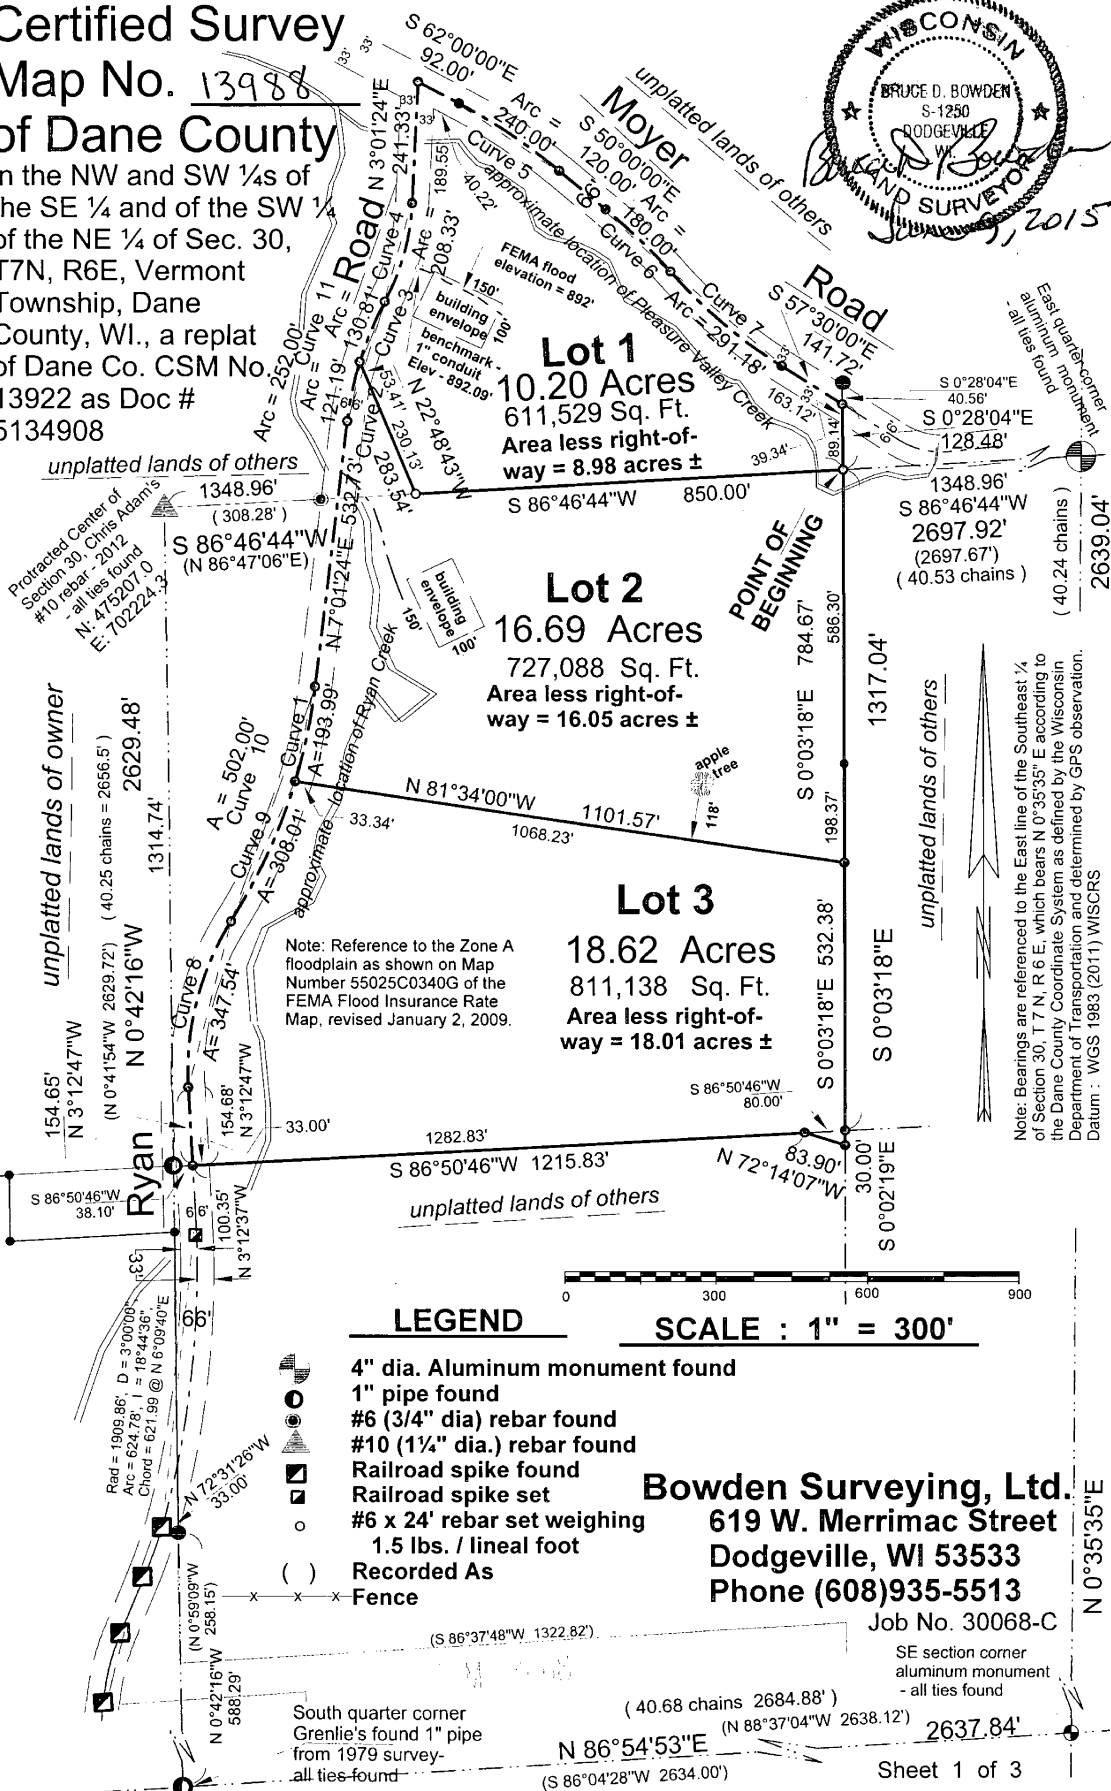 Certified Survey
Map No. 13988
of Dane County
in the NW and SW ¼s of
the SE ¼ and of the SW ¼
of the NE ¼ of Sec. 30,
T7N, R6E, Vermont
Township, Dane
County, WI., a replat
of Dane Co. CSM No.
13922 as Doc #
5134908
WISCONSIN
BRUCE D. BOWDEN
S-1250
DODGEVILLE
WI
LAND SURVEYOR
June 9, 2015
S 62°00'00"E
92.00'
33'
33'
33'
33'
Arc =
240.00'
Curve 5
S 50°00'00"E
120.00'
Arc =
180.00'
Curve 6
Moyer
Road
unplatted lands of others
approximate location of Pleasure Valley Creek
Curve 7
Arc = 291.18'
S 57°30'00"E
141.72'
33'
163.12'
Road N 3°01'24"E
241.33'
189.55'
40.22'
Arc =
208.33'
Curve 4
Arc =
130.81'
Curve 3
Curve 11
Arc =
121.19'
Arc = 252.00'
66'
Curve 2
53.41'
230.13'
283.54'
N 22°48'43"W
FEMA flood
elevation = 892'
150'
building
envelope
100'
benchmark -
1" conduit
Elev - 892.09'
Lot 1
10.20 Acres
611,529 Sq. Ft.
Area less right-of-
way = 8.98 acres ±
39.34'
89.14'
66'
S 0°28'04"E
40.56'
S 0°28'04"E
128.48'
East quarter corner
aluminum monument
- all ties found
S 86°46'44"W 850.00'
1348.96'
S 86°46'44"W
2697.92'
(2697.67')
( 40.53 chains )
( 40.24 chains )
2639.04'
unplatted lands of others
1348.96'
( 308.28' )
S 86°46'44"W
(N 86°47'06"E)
Protracted Center of
Section 30, Chris Adam's
#10 rebar - 2012
- all ties found
N: 475207.0
E: 702224.3
N 7°01'24"E 532.73'
building
envelope
150'
100'
Lot 2
16.69 Acres
727,088 Sq. Ft.
Area less right-of-
way = 16.05 acres ±
POINT OF
BEGINNING
S 0°03'18"E 784.67'
586.30'
198.37'
1317.04'
unplatted lands of others
unplatted lands of owner
2629.48'
1314.74'
( 40.25 chains = 2656.5' )
(N 0°41'54"W 2629.72')
N 0°42'16"W
A = 502.00'
Curve 10
Curve 1
A=193.99'
approximate location of Ryan Creek
N 81°34'00"W 1101.57'
1068.23'
33.34'
apple
tree
118'
Curve 9
A= 308.01'
Curve 8
A= 347.54'
Lot 3
18.62 Acres
811,138 Sq. Ft.
Area less right-of-
way = 18.01 acres ±
Note: Reference to the Zone A
floodplain as shown on Map
Number 55025C0340G of the
FEMA Flood Insurance Rate
Map, revised January 2, 2009.
S 0°03'18"E 532.38'
S 0°03'18"E
Note: Bearings are referenced to the East line of the Southeast ¼
of Section 30, T 7 N, R 6 E, which bears N 0°35'35" E according to
the Dane County Coordinate System as defined by the Wisconsin
Department of Transportation and determined by GPS observation.
Datum : WGS 1983 (2011) WISCRS
N
154.65'
N 3°12'47"W
154.68'
N 3°12'47"W
33.00'
1282.83'
S 86°50'46"W 1215.83'
S 86°50'46"W
80.00'
83.90'
N 72°14'07"W
30.00'
S 0°02'19"E
unplatted lands of others
Ryan
S 86°50'46"W
38.10'
66'
100.35'
N 3°12'37"W
33'
66'
Rad = 1909.86', D = 3°00'00"
Arc = 624.78', I = 18°44'36",
Chord = 621.99 @ N 6°09'40"E
N 72°31'26"W
33.00'
0 300 600 900
SCALE : 1" = 300'
LEGEND
4" dia. Aluminum monument found
1" pipe found
#6 (3/4" dia) rebar found
#10 (1¼" dia.) rebar found
Railroad spike found
Railroad spike set
#6 x 24' rebar set weighing
1.5 lbs. / lineal foot
( ) Recorded As
x x x Fence
Bowden Surveying, Ltd.
619 W. Merrimac Street
Dodgeville, WI 53533
Phone (608)935-5513
Job No. 30068-C
N 0°35'35"E
(N 0°59'09"W
258.15')
N 0°42'16"W
588.29'
(S 86°37'48"W 1322.82')
SE section corner
aluminum monument
- all ties found
South quarter corner
Grenlie's found 1" pipe
from 1979 survey-
all ties found
( 40.68 chains 2684.88' )
(N 88°37'04"W 2638.12')
2637.84'
N 86°54'53"E
(S 86°04'28"W 2634.00')
Sheet 1 of 3